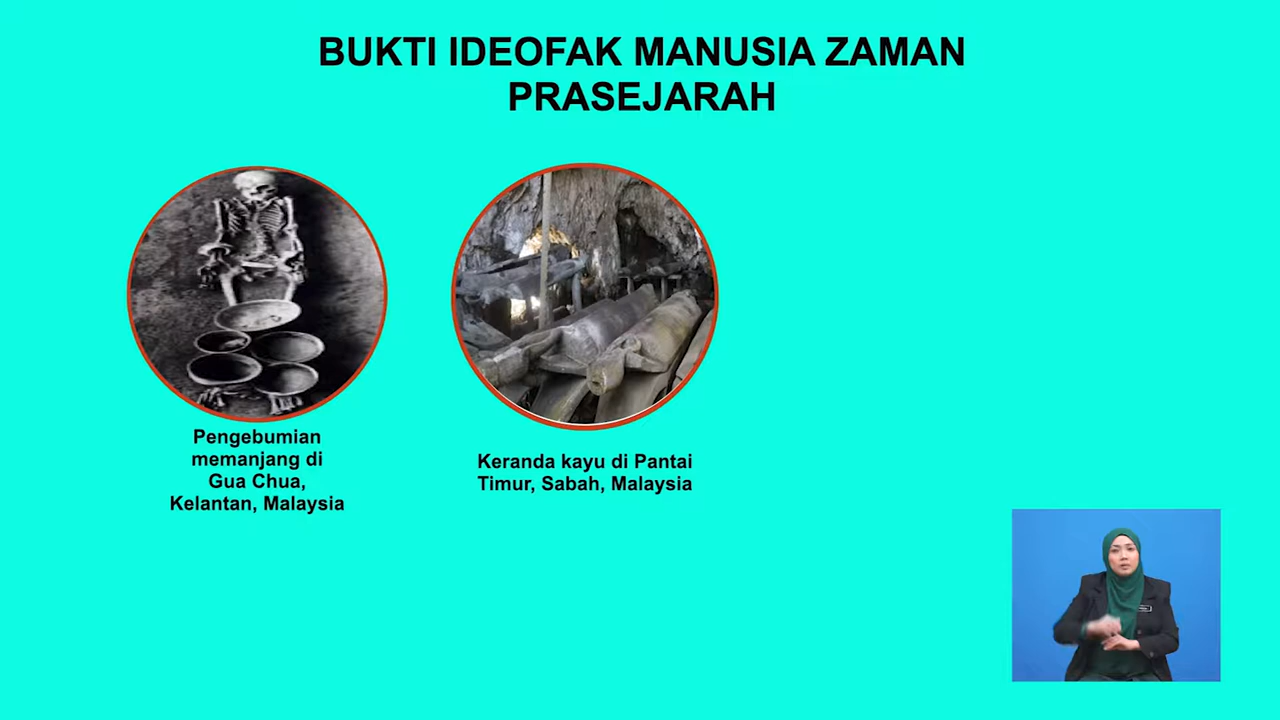 BUKTI IDEOFAK MANUSIA ZAMAN
PRASEJARAH
Pengebumian
memanjang di
Gua Chua,
Kelantan, Malaysia
Keranda kayu di Pantai
Timur, Sabah, Malaysia